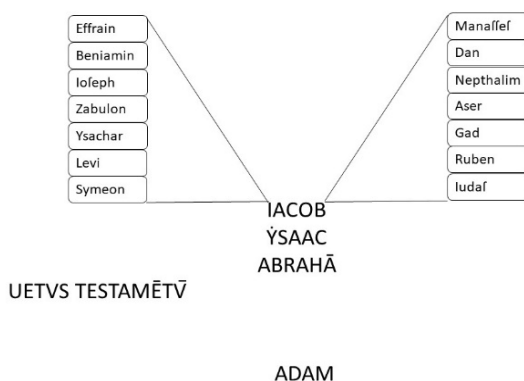 Effrain
Beniamin
Ioſeph
Zabulon
Ysachar
Levi
Symeon
Manaſſeſ
Dan
Nepthalim
Aser
Gad
Ruben
Iudaſ
IACOB
ẎSAAC
ABRAHĀ
UETVS TESTAMĒTV̄
ADAM